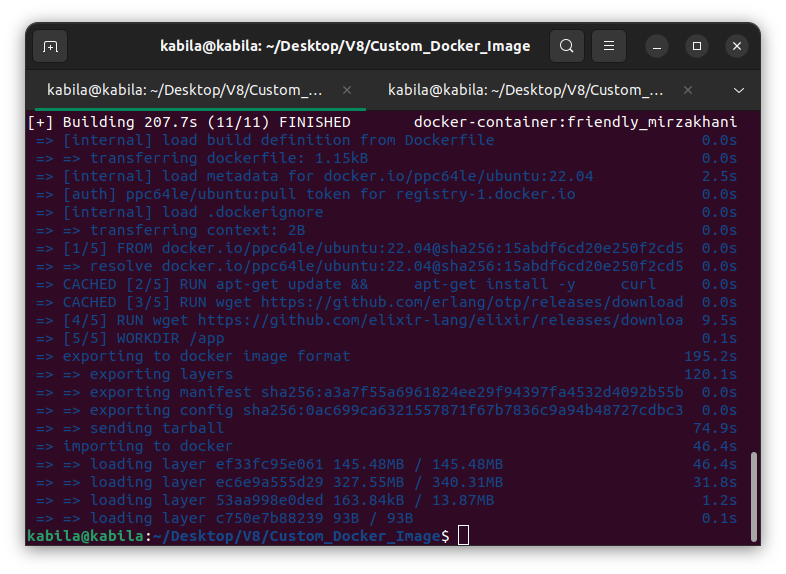 kabila@kabila: ~/Desktop/V8/Custom_Docker_Image
kabila@kabila: ~/Desktop/V8/Custom_... × kabila@kabila: ~/Desktop/V8/Custom_... ×
[+] Building 207.7s (11/11) FINISHED docker-container:friendly_mirzakhani
=> [internal] load build definition from Dockerfile 0.0s
=> => transferring dockerfile: 1.15kB 0.0s
=> [internal] load metadata for docker.io/ppc64le/ubuntu:22.04 2.5s
=> [auth] ppc64le/ubuntu:pull token for registry-1.docker.io 0.0s
=> [internal] load .dockerignore 0.0s
=> => transferring context: 2B 0.0s
=> [1/5] FROM docker.io/ppc64le/ubuntu:22.04@sha256:15abdf6cd20e250f2cd5 0.0s
=> => resolve docker.io/ppc64le/ubuntu:22.04@sha256:15abdf6cd20e250f2cd5 0.0s
=> CACHED [2/5] RUN apt-get update && apt-get install -y curl 0.0s
=> CACHED [3/5] RUN wget https://github.com/erlang/otp/releases/download 0.0s
=> [4/5] RUN wget https://github.com/elixir-lang/elixir/releases/downloa 9.5s
=> [5/5] WORKDIR /app 0.1s
=> exporting to docker image format 195.2s
=> => exporting layers 120.1s
=> => exporting manifest sha256:a3a7f55a6961824ee29f94397fa4532d4092b55b 0.0s
=> => exporting config sha256:0ac699ca6321557871f67b7836c9a94b48727cdbc3 0.0s
=> => sending tarball 74.9s
=> importing to docker 46.4s
=> => loading layer ef33fc95e061 145.48MB / 145.48MB 46.4s
=> => loading layer ec6e9a555d29 327.55MB / 340.31MB 31.8s
=> => loading layer 53aa998e0ded 163.84kB / 13.87MB 1.2s
=> => loading layer c750e7b88239 93B / 93B 0.1s
kabila@kabila:~/Desktop/V8/Custom_Docker_Image$